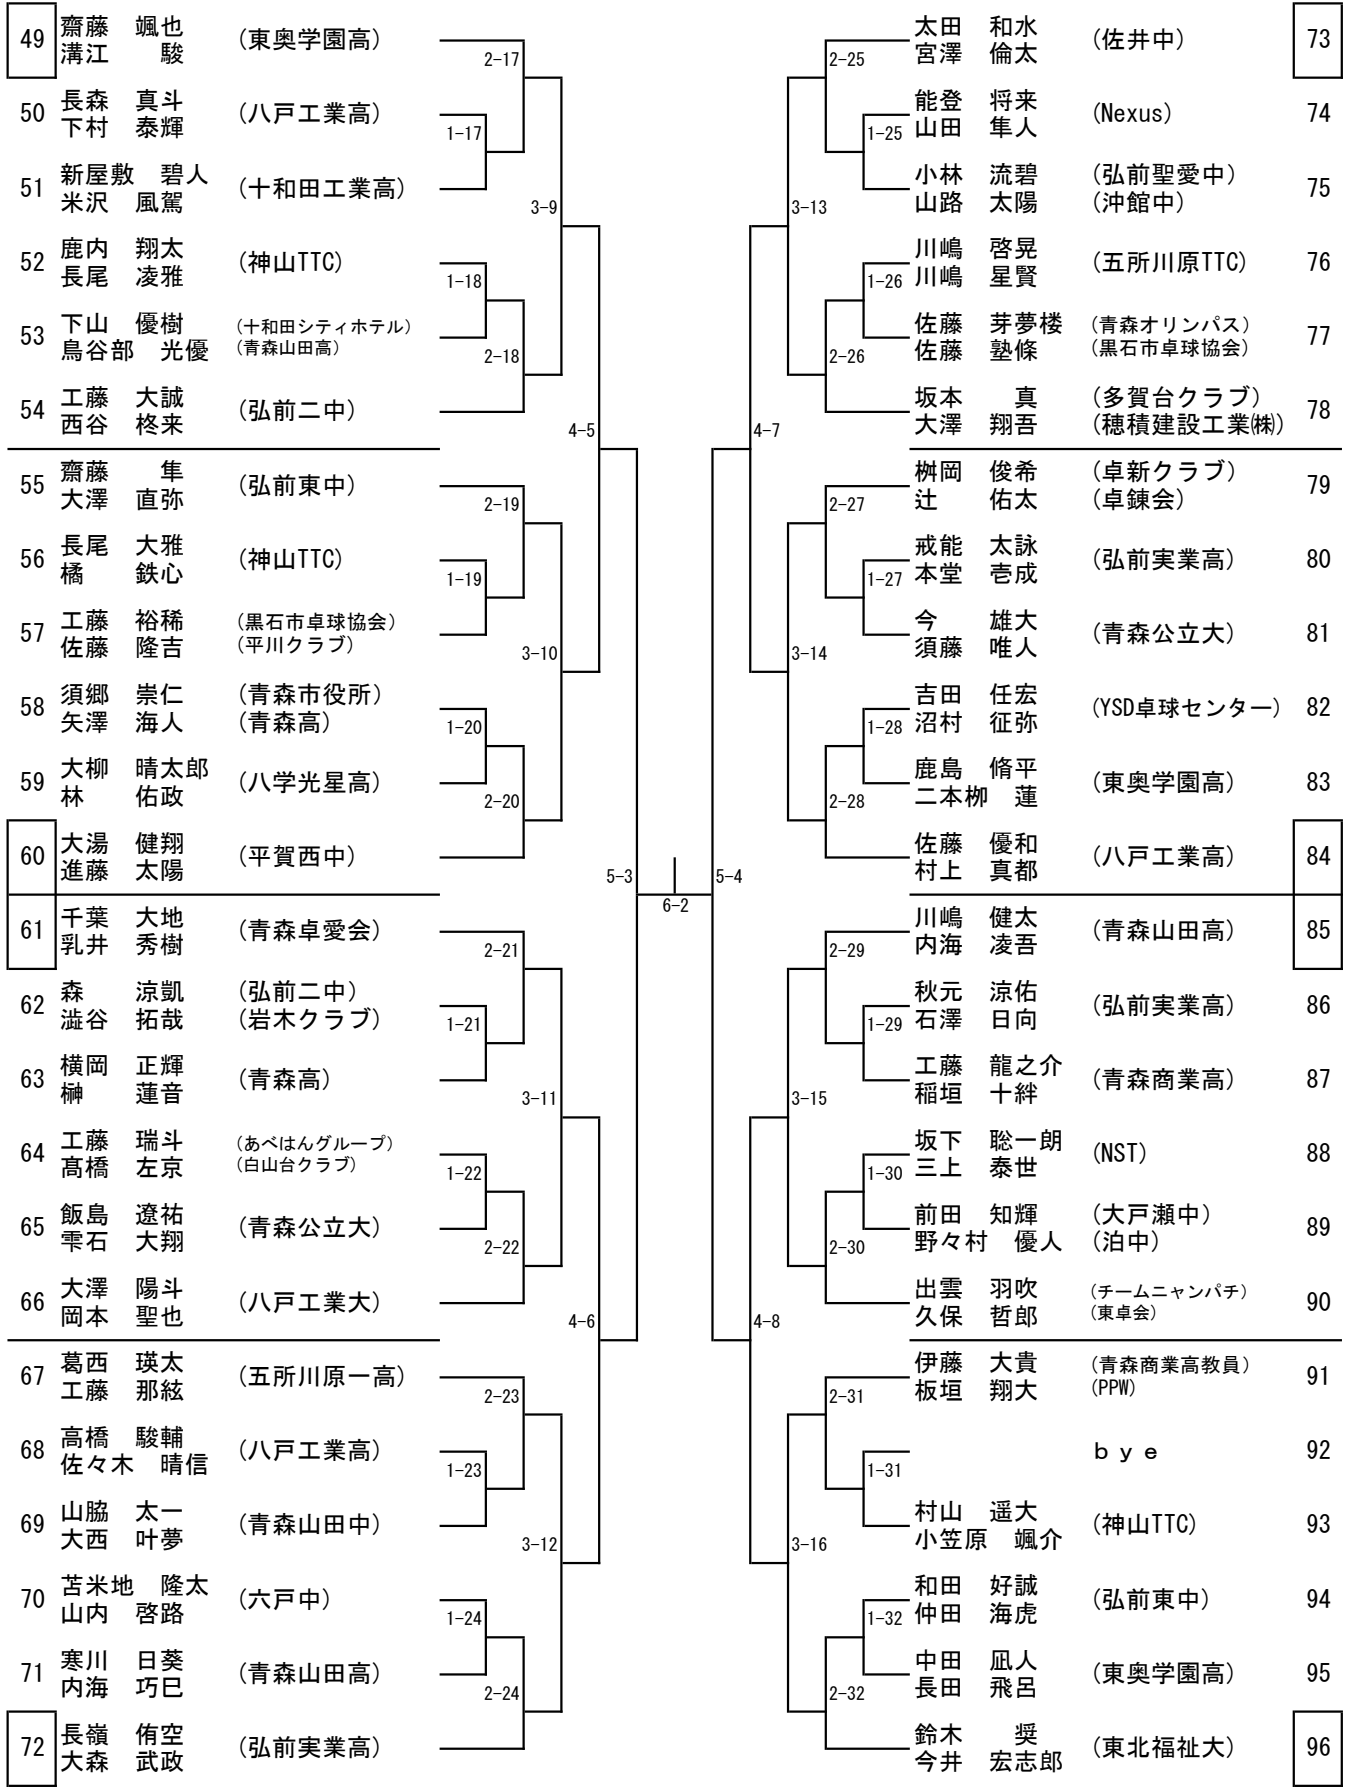 49 齋藤　颯也 (東奥学園高)
溝江　　駿
50 長森　真斗 (八戸工業高)
下村　泰輝
51 新屋敷　碧人 (十和田工業高)
米沢　風駕
52 鹿内　翔太 (神山TTC)
長尾　凌雅
53 下山　優樹 (十和田シティホテル)
鳥谷部　光優 (青森山田高)
54 工藤　大誠 (弘前二中)
西谷　柊来
55 齋藤　　隼 (弘前東中)
大澤　直弥
56 長尾　大雅 (神山TTC)
橘　　鉄心
57 工藤　裕稀 (黒石市卓球協会)
佐藤　隆吉 (平川クラブ)
58 須郷　崇仁 (青森市役所)
矢澤　海人 (青森高)
59 大柳　晴太郎 (八学光星高)
林　　佑政
60 大湯　健翔 (平賀西中)
進藤　太陽
61 千葉　大地 (青森卓愛会)
乳井　秀樹
62 森　　涼凱 (弘前二中)
澁谷　拓哉 (岩木クラブ)
63 横岡　正輝 (青森高)
榊　　蓮音
64 工藤　瑞斗 (あべはんグループ)
髙橋　左京 (白山台クラブ)
65 飯島　遼祐 (青森公立大)
雫石　大翔
66 大澤　陽斗 (八戸工業大)
岡本　聖也
67 葛西　瑛太 (五所川原一高)
工藤　那絃
68 高橋　駿輔 (八戸工業高)
佐々木　晴信
69 山脇　太一 (青森山田中)
大西　叶夢
70 苫米地　隆太 (六戸中)
山内　啓路
71 寒川　日葵 (青森山田高)
内海　巧巳
72 長嶺　侑空 (弘前実業高)
大森　武政
2-17
1-17
3-9
1-18
2-18
4-5
2-19
1-19
3-10
1-20
2-20
5-3
2-21
1-21
3-11
1-22
2-22
4-6
2-23
1-23
3-12
1-24
2-24
6-2
2-25
1-25
3-13
1-26
2-26
4-7
2-27
1-27
3-14
1-28
2-28
5-4
2-29
1-29
3-15
1-30
2-30
4-8
2-31
1-31
3-16
1-32
2-32
太田　和水 (佐井中) 73
宮澤　倫太
能登　将来 (Nexus) 74
山田　隼人
小林　流碧 (弘前聖愛中) 75
山路　太陽 (沖館中)
川嶋　啓晃 (五所川原TTC) 76
川嶋　星賢
佐藤　芽夢楼 (青森オリンパス) 77
佐藤　塾條 (黒石市卓球協会)
坂本　　真 (多賀台クラブ) 78
大澤　翔吾 (穂積建設工業㈱)
桝岡　俊希 (卓新クラブ) 79
辻　　佑太 (卓錬会)
戒能　太詠 (弘前実業高) 80
本堂　壱成
今　　雄大 (青森公立大) 81
須藤　唯人
吉田　任宏 (YSD卓球センター) 82
沼村　征弥
鹿島　脩平 (東奥学園高) 83
二本栁　蓮
佐藤　優和 (八戸工業高) 84
村上　真都
川嶋　健太 (青森山田高) 85
内海　凌吾
秋元　涼佑 (弘前実業高) 86
石澤　日向
工藤　龍之介 (青森商業高) 87
稲垣　十絆
坂下　聡一朗 (NST) 88
三上　泰世
前田　知輝 (大戸瀬中) 89
野々村　優人 (泊中)
出雲　羽吹 (チームニャンパチ) 90
久保　哲郎 (東卓会)
伊藤　大貴 (青森商業高教員) 91
板垣　翔大 (PPW)
ｂｙｅ 92
村山　遥大 (神山TTC) 93
小笠原　颯介
和田　好誠 (弘前東中) 94
仲田　海虎
中田　凪人 (東奥学園高) 95
長田　飛呂
鈴木　　奨 (東北福祉大) 96
今井　宏志郎